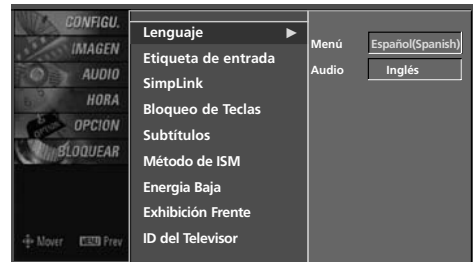 CONFIGU.
IMAGEN
AUDIO
HORA
OPCION
BLOQUEAR
Mover MENU Prev
Lenguaje ▶
Etiqueta de entrada
SimpLink
Bloqueo de Teclas
Subtítulos
Método de ISM
Energia Baja
Exhibición Frente
ID del Televisor
Menú Español(Spanish)
Audio Inglés